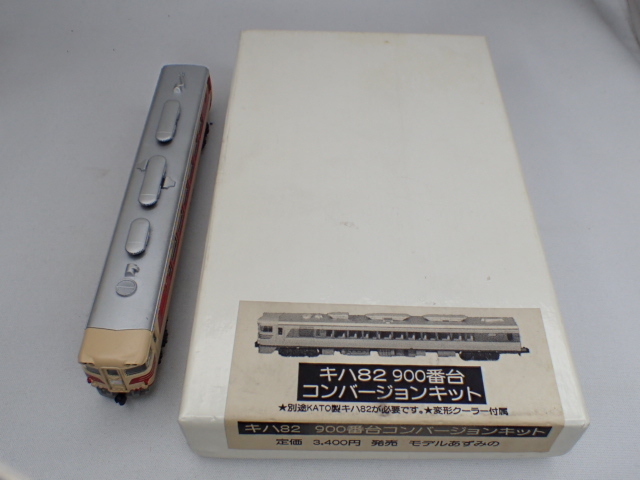 キハ82 900番台
コンバージョンキット
★別途KATO製キハ82が必要です。★変形クーラー付属
キハ82 900番台コンバージョンキット
定価 3,400円 発売 モデルあずみの